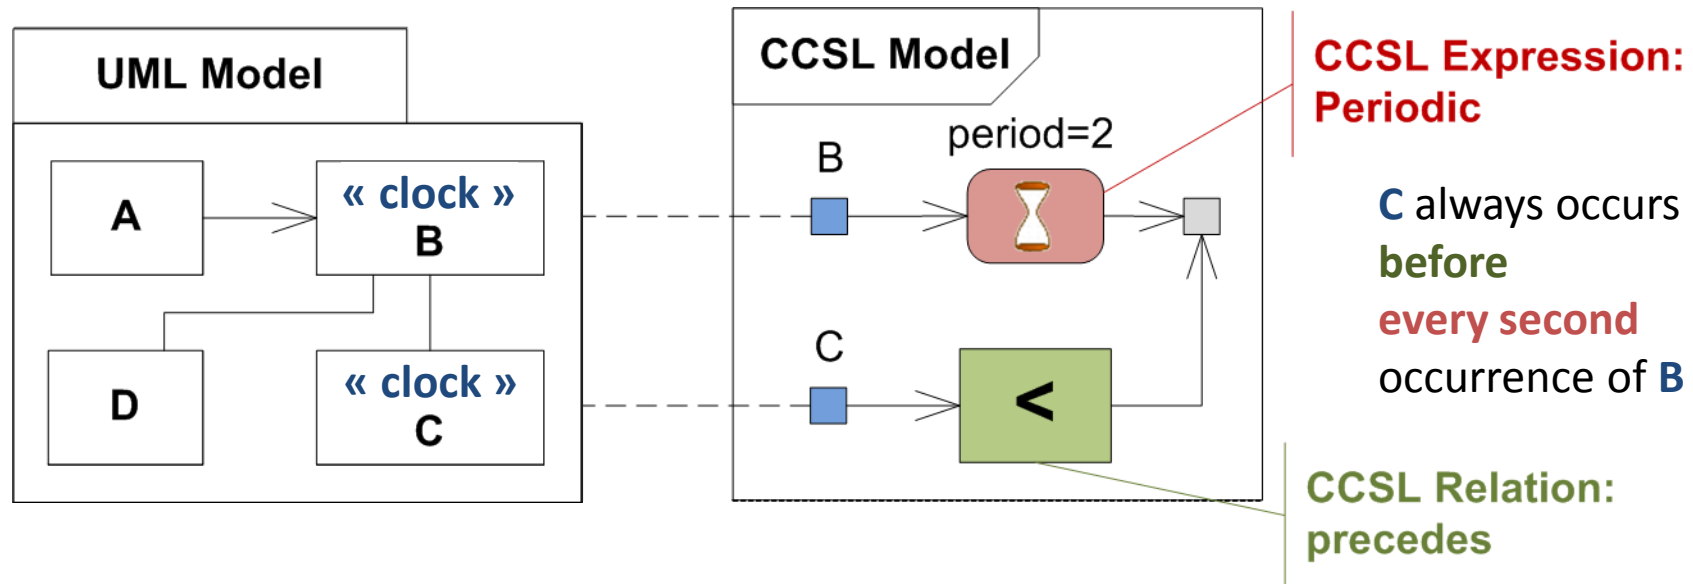 UML Model
A
« clock »
B
D
« clock »
C
CCSL Model
period=2
B
C
<
CCSL Expression:
Periodic
C always occurs
before
every second
occurrence of B
CCSL Relation:
precedes